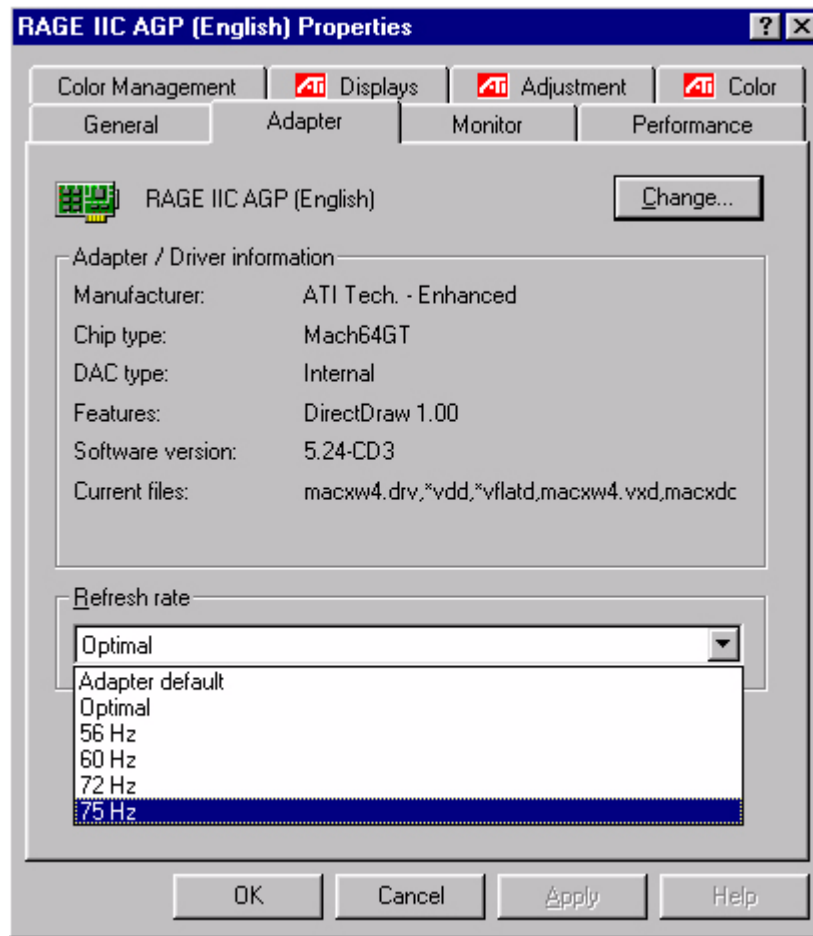 RAGE IIC AGP (English) Properties
Color Management ATI Displays ATI Adjustment ATI Color
General Adapter Monitor Performance
RAGE IIC AGP (English) Change...
Adapter / Driver information
Manufacturer: ATI Tech. - Enhanced
Chip type: Mach64GT
DAC type: Internal
Features: DirectDraw 1.00
Software version: 5.24-CD3
Current files: macxw4.drv,*vdd,*vflatd,macxw4.vxd,macxdc
Refresh rate
Optimal
Adapter default
Optimal
56 Hz
60 Hz
72 Hz
75 Hz
OK Cancel Apply Help